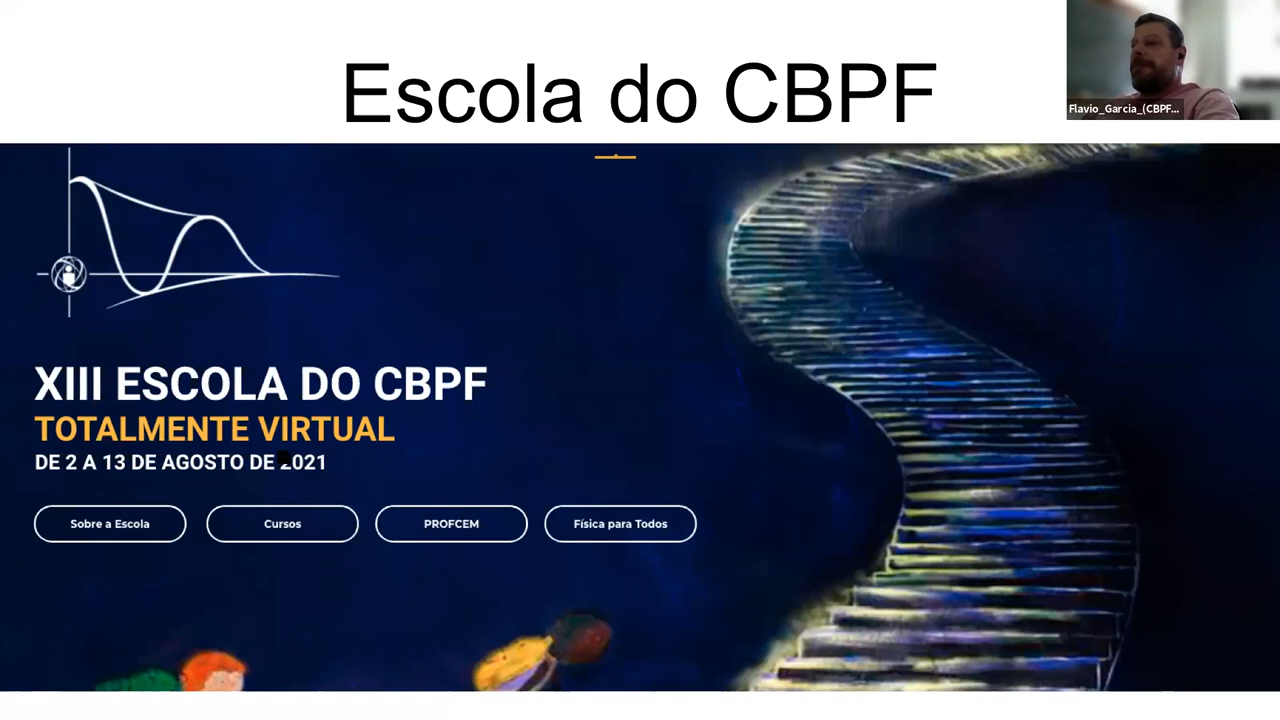 Escola do CBPF
Flavio_Garcia_(CBPF...
XIII ESCOLA DO CBPF
TOTALMENTE VIRTUAL
DE 2 A 13 DE AGOSTO DE 2021
Sobre a Escola
Cursos
PROFCEM
Física para Todos